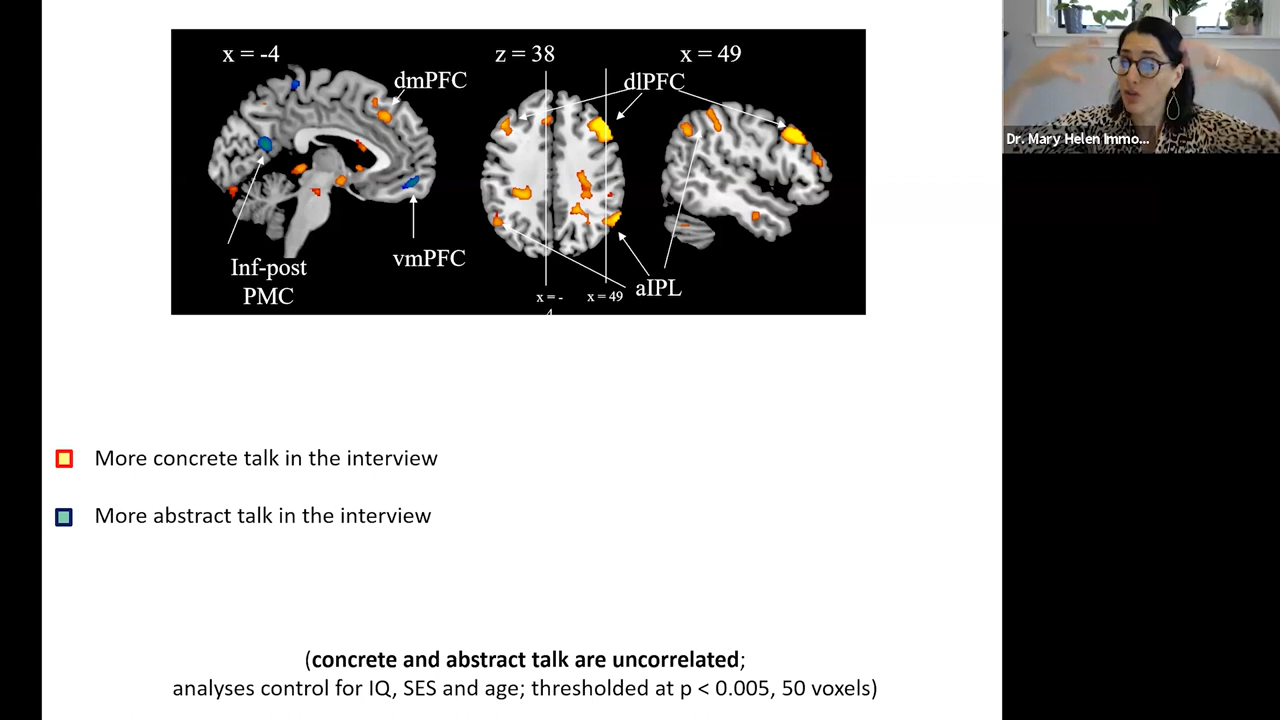 x = -4
z = 38
x = 49
dmPFC
dlPFC
vmPFC
Inf-post
PMC
aIPL
x = -
4
x = 49
Dr. Mary Helen Immo...
More concrete talk in the interview
More abstract talk in the interview
(concrete and abstract talk are uncorrelated;
analyses control for IQ, SES and age; thresholded at p < 0.005, 50 voxels)